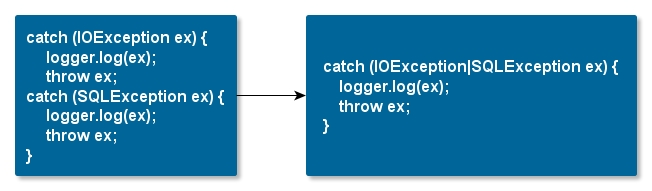 catch (IOException ex) {
logger.log(ex);
throw ex;
catch (SQLException ex) {
logger.log(ex);
throw ex;
}
catch (IOException|SQLException ex) {
logger.log(ex);
throw ex;
}